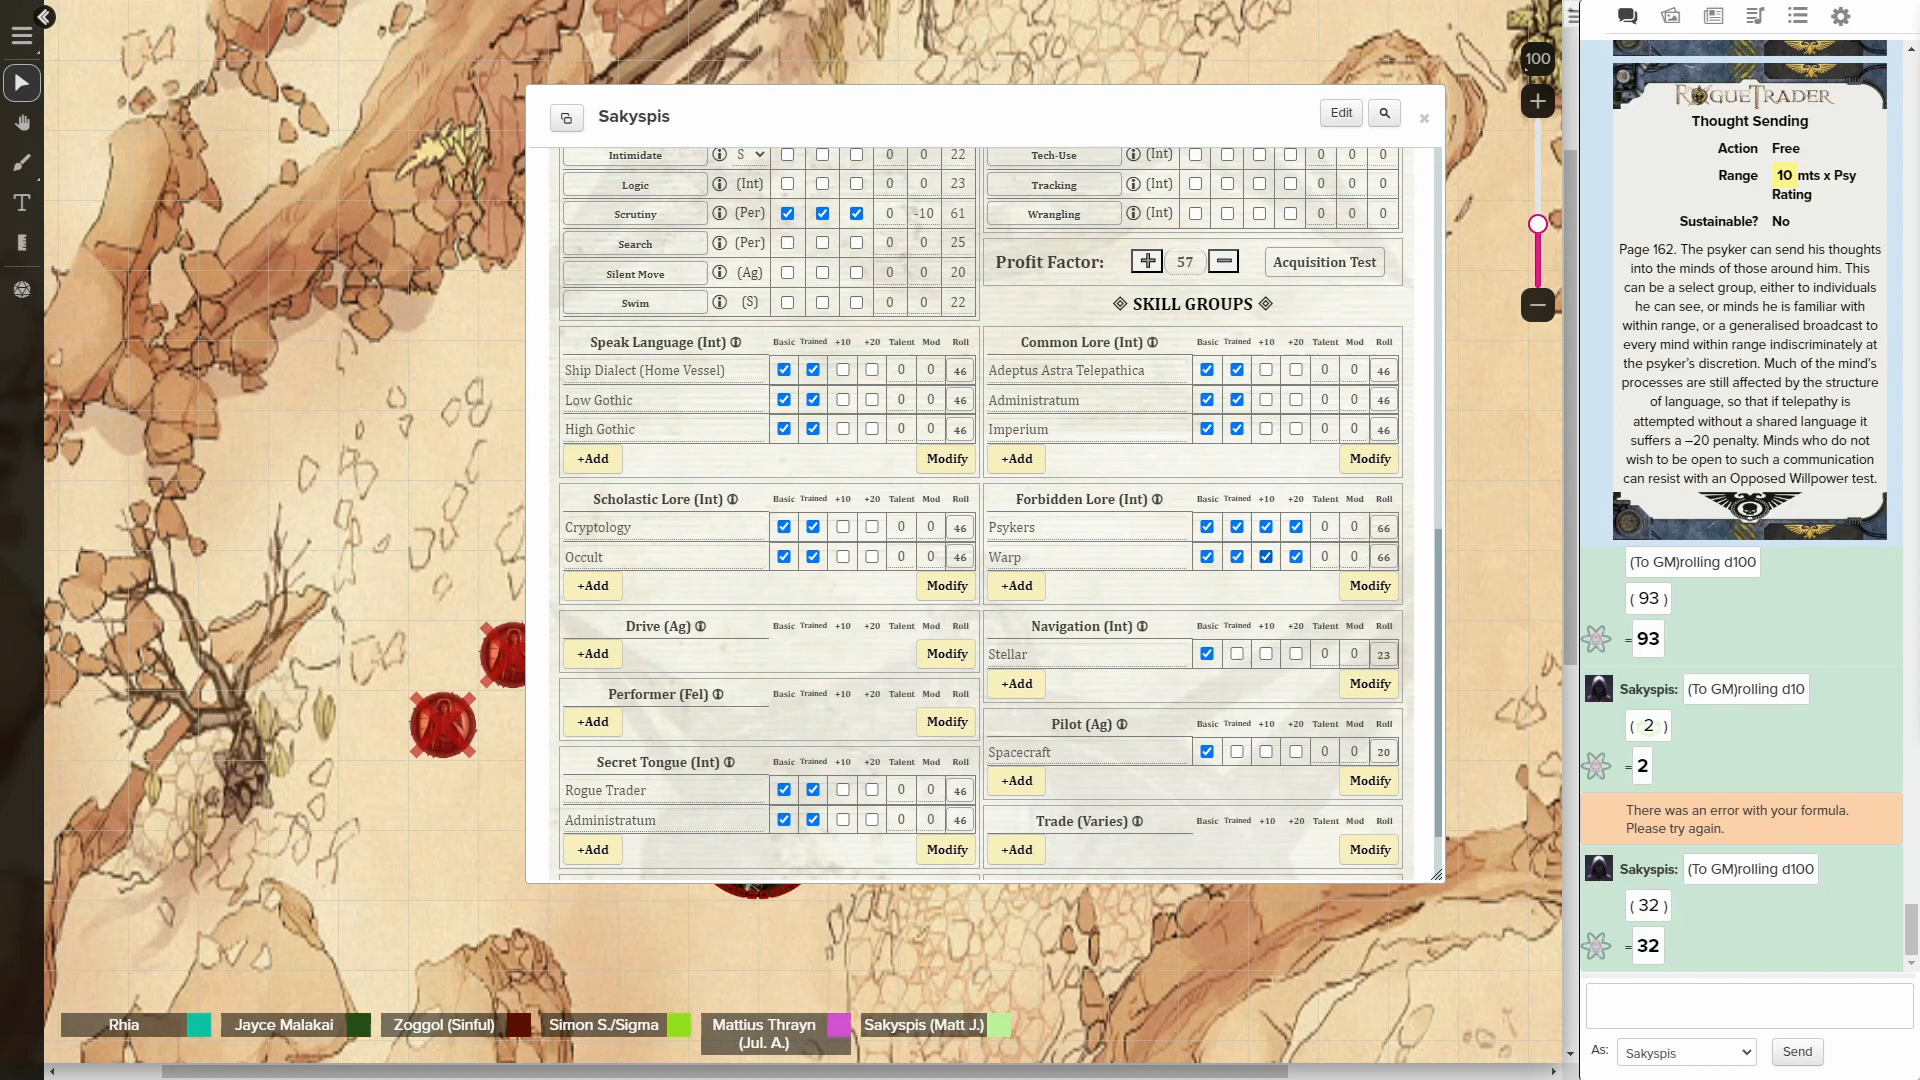 100
Sakyspis
Edit
Intimidate S 0 0 22
Logic (Int) 0 0 23
Scrutiny (Per) 0 -10 61
Search (Per) 0 0 25
Silent Move (Ag) 0 0 20
Swim (S) 0 0 22
Tech-Use (Int) 0 0 0
Tracking (Int) 0 0 0
Wrangling (Int) 0 0 0
Profit Factor: 57 Acquisition Test
SKILL GROUPS
Speak Language (Int) Basic Trained +10 +20 Talent Mod Roll
Ship Dialect (Home Vessel) 0 0 46
Low Gothic 0 0 46
High Gothic 0 0 46
+Add Modify
Common Lore (Int) Basic Trained +10 +20 Talent Mod Roll
Adeptus Astra Telepathica 0 0 46
Administratum 0 0 46
Imperium 0 0 46
+Add Modify
Scholastic Lore (Int) Basic Trained +10 +20 Talent Mod Roll
Cryptology 0 0 46
Occult 0 0 46
+Add Modify
Forbidden Lore (Int) Basic Trained +10 +20 Talent Mod Roll
Psykers 0 0 66
Warp 0 0 66
+Add Modify
Drive (Ag) Basic Trained +10 +20 Talent Mod Roll
+Add Modify
Navigation (Int) Basic Trained +10 +20 Talent Mod Roll
Stellar 0 0 23
+Add Modify
Performer (Fel) Basic Trained +10 +20 Talent Mod Roll
+Add Modify
Pilot (Ag) Basic Trained +10 +20 Talent Mod Roll
Spacecraft 0 0 20
+Add Modify
Secret Tongue (Int) Basic Trained +10 +20 Talent Mod Roll
Rogue Trader 0 0 46
Administratum 0 0 46
+Add Modify
Trade (Varies) Basic Trained +10 +20 Talent Mod Roll
+Add Modify
Rhia
Jayce Malakai
Zoggol (Sinful)
Simon S./Sigma
Mattius Thrayn
(Jul. A.)
Sakyspis (Matt J.)
ROGUE TRADER
Thought Sending
Action Free
Range 10 mts x Psy
Rating
Sustainable? No
Page 162. The psyker can send his thoughts
into the minds of those around him. This
can be a select group, either to individuals
he can see, or minds he is familiar with
within range, or a generalised broadcast to
every mind within range indiscriminately at
the psyker's discretion. Much of the mind's
processes are still affected by the structure
of language, so that if telepathy is
attempted without a shared language it
suffers a –20 penalty. Minds who do not
wish to be open to such a communication
can resist with an Opposed Willpower test.
(To GM)rolling d100
( 93 )
= 93
Sakyspis: (To GM)rolling d10
( 2 )
= 2
There was an error with your formula.
Please try again.
Sakyspis: (To GM)rolling d100
( 32 )
= 32
As: Sakyspis Send